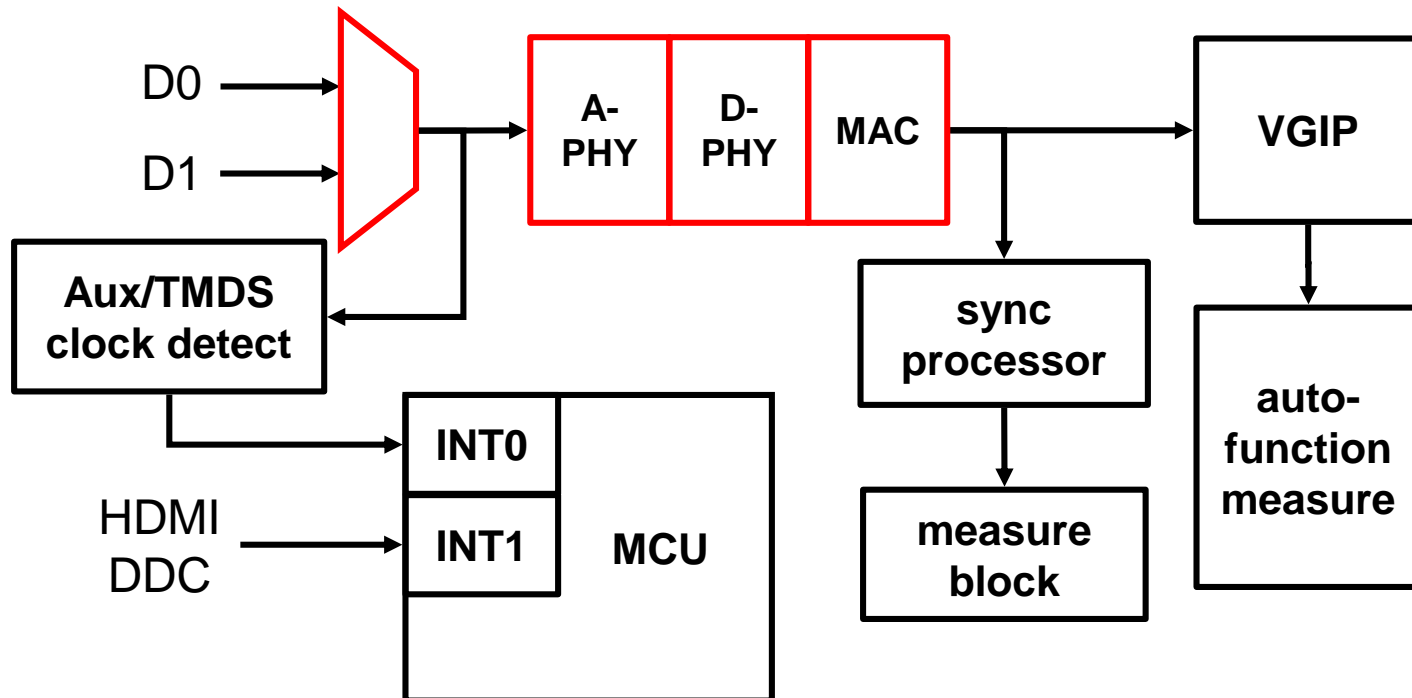 D0
D1
A-
PHY
D-
PHY
MAC
VGIP
Aux/TMDS
clock detect
sync
processor
auto-
function
measure
INT0
INT1
MCU
HDMI
DDC
measure
block